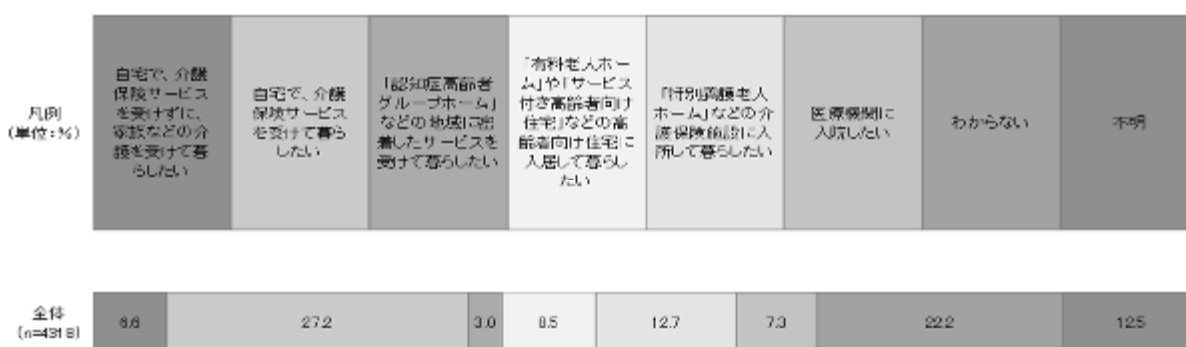 凡例
(単位:%)
自宅で、介護
保険サービス
を受けずに、
家族などの介
護を受けて暮
らしたい
自宅で、介護
保険サービス
を受けて暮ら
したい
「認知症高齢者
グループホーム」
などの地域に密
着したサービスを
受けて暮らしたい
「有料老人ホー
ム」や「サービス
付き高齢者向け
住宅」などの高
齢者向け住宅に
入居して暮らし
たい
「特別養護老人
ホーム」などの介
護保険施設に入
所して暮らしたい
医療機関に
入院したい
わからない
不明
全体
(n=4318)
6.6
27.2
3.0
8.5
12.7
7.3
22.2
12.5